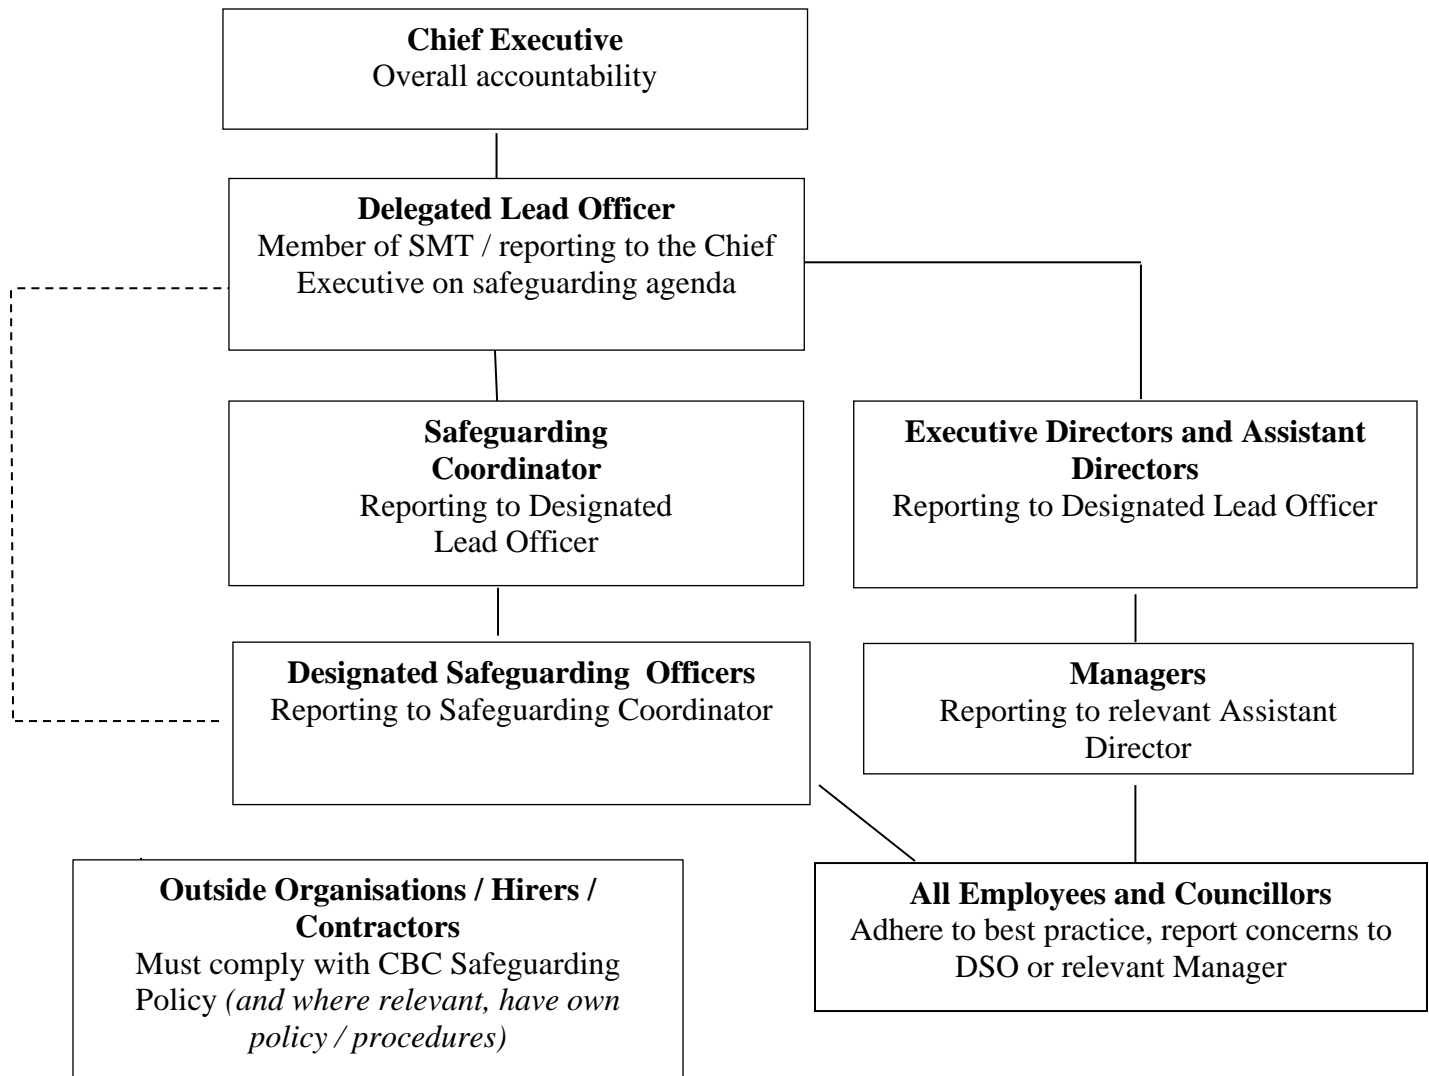 Chief Executive
Overall accountability
Delegated Lead Officer
Member of SMT / reporting to the Chief
Executive on safeguarding agenda
Safeguarding
Coordinator
Reporting to Designated
Lead Officer
Executive Directors and Assistant
Directors
Reporting to Designated Lead Officer
Designated Safeguarding Officers
Reporting to Safeguarding Coordinator
Managers
Reporting to relevant Assistant
Director
Outside Organisations / Hirers /
Contractors
Must comply with CBC Safeguarding
Policy (and where relevant, have own
policy / procedures)
All Employees and Councillors
Adhere to best practice, report concerns to
DSO or relevant Manager